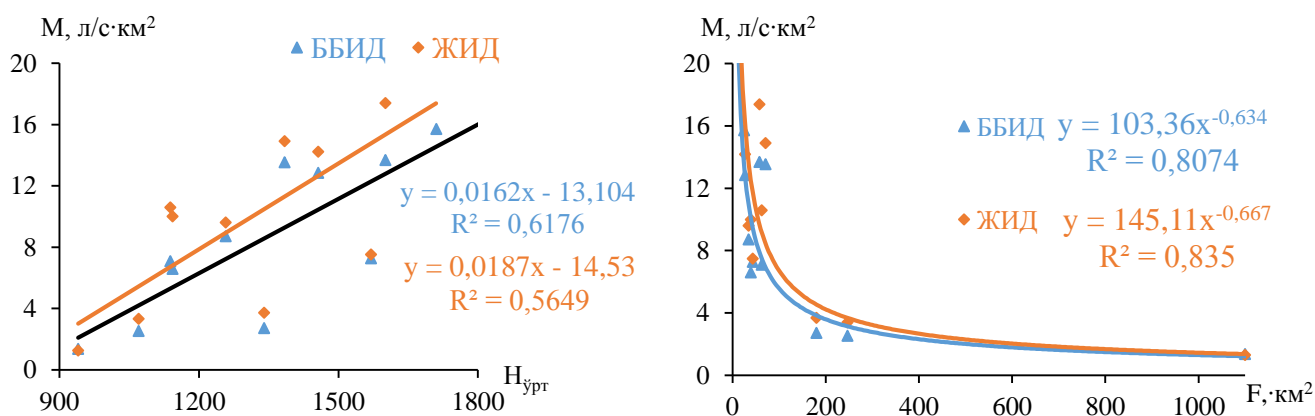 М, л/с·км²
ББИД ЖИД
20
16
12
8
4
0
y = 0,0162x - 13,104
R² = 0,6176
y = 0,0187x - 14,53
R² = 0,5649
900 1200 1500 1800
Hўрт
М, л/с·км²
20
16
12
8
4
0
ББИД y = 103,36x^-0,634
R² = 0,8074
ЖИД y = 145,11x^-0,667
R² = 0,835
0 200 400 600 800 1000
F,·км²